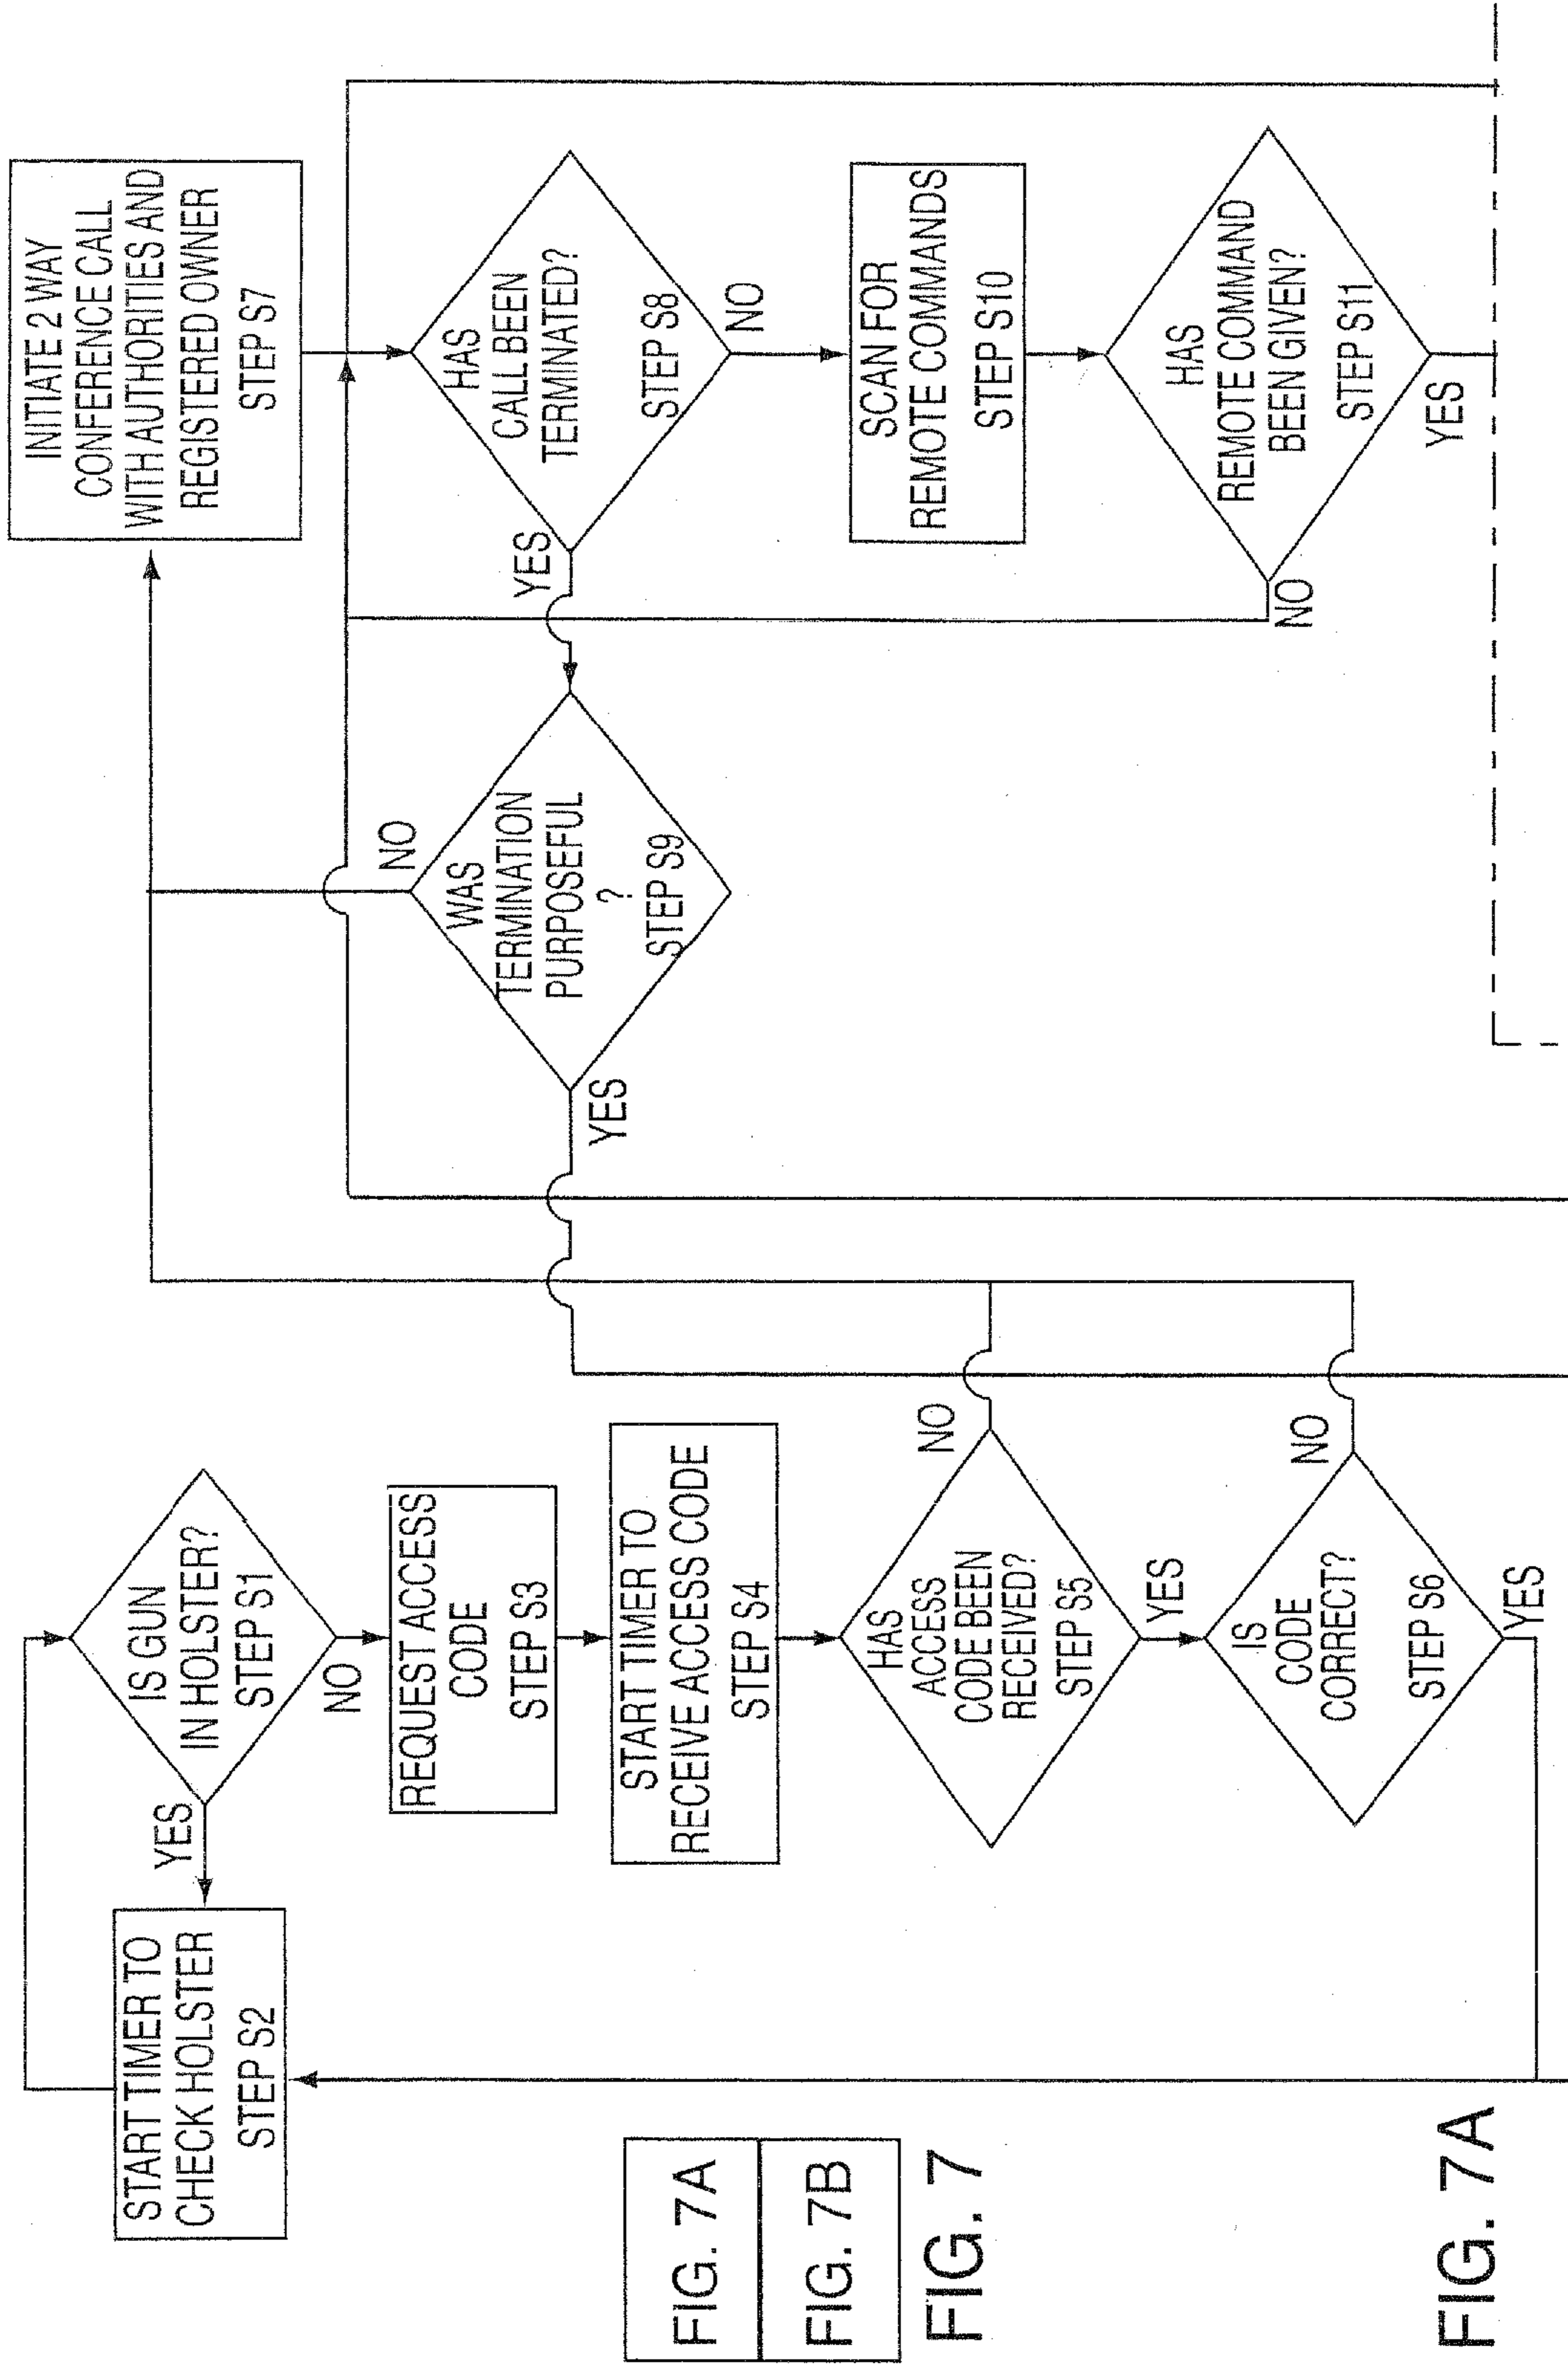 START TIMER TO
CHECK HOLSTER
STEP S2
YES
IS GUN
IN HOLSTER?
STEP S1
NO
REQUEST ACCESS
CODE
STEP S3
START TIMER TO
RECEIVE ACCESS CODE
STEP S4
HAS
ACCESS
CODE BEEN
RECEIVED?
STEP S5
NO
YES
IS
CODE
CORRECT?
STEP S6
NO
YES
INITIATE 2 WAY
CONFERENCE CALL
WITH AUTHORITIES AND
REGISTERED OWNER
STEP S7
HAS
CALL BEEN
TERMINATED?
STEP S8
YES
NO
WAS
TERMINATION
PURPOSEFUL
?
STEP S9
NO
YES
SCAN FOR
REMOTE COMMANDS
STEP S10
HAS
REMOTE COMMAND
BEEN GIVEN?
STEP S11
NO
YES
FIG. 7A
FIG. 7B
FIG. 7
FIG. 7A